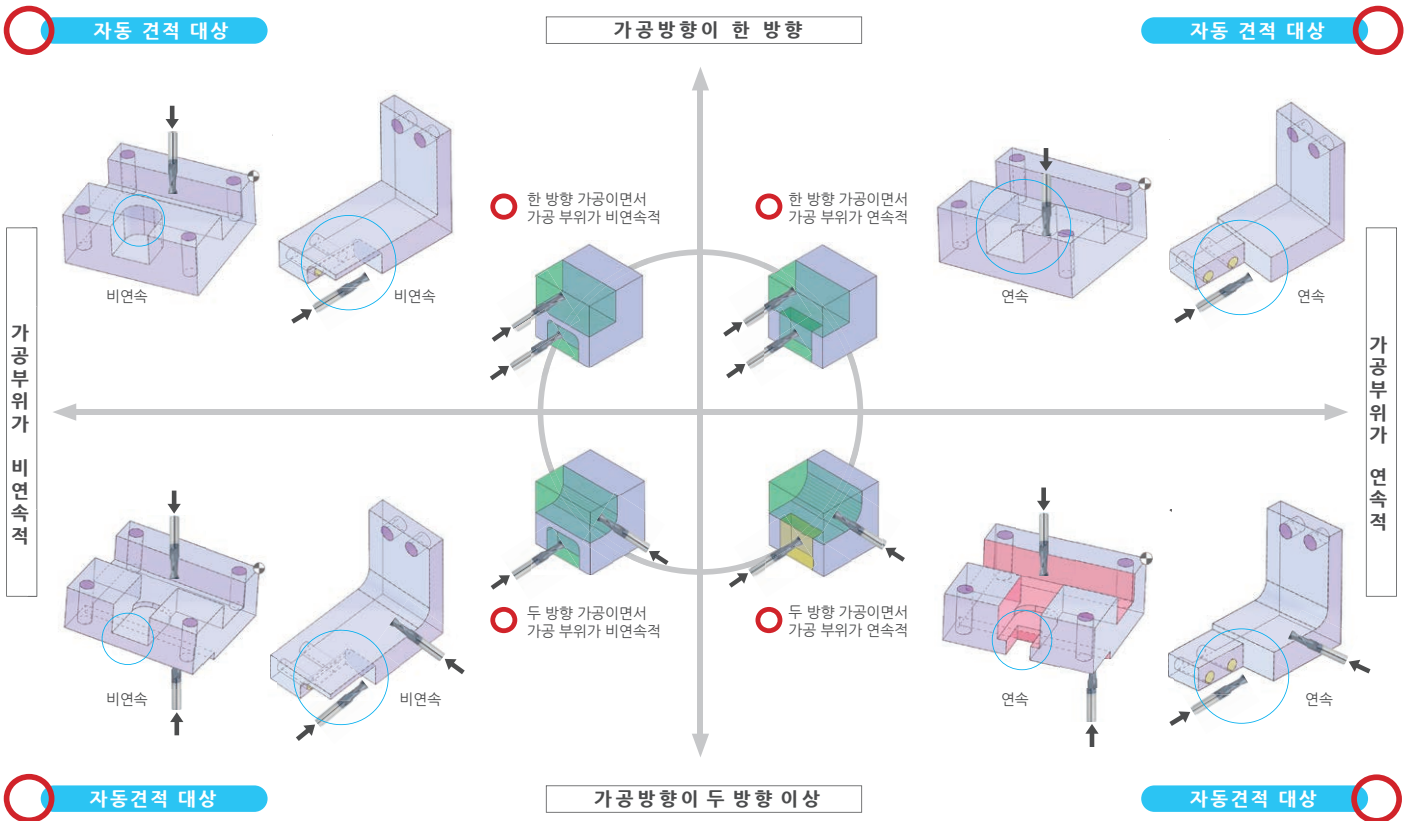 자동 견적 대상
가공방향이 한 방향
자동 견적 대상
한 방향 가공이면서
가공 부위가 비연속적
한 방향 가공이면서
가공 부위가 연속적
비연속
비연속
연속
연속
가공부위가 비연속적
가공부위가 연속적
두 방향 가공이면서
가공 부위가 비연속적
두 방향 가공이면서
가공 부위가 연속적
비연속
비연속
연속
연속
자동견적 대상
가공방향이 두 방향 이상
자동견적 대상